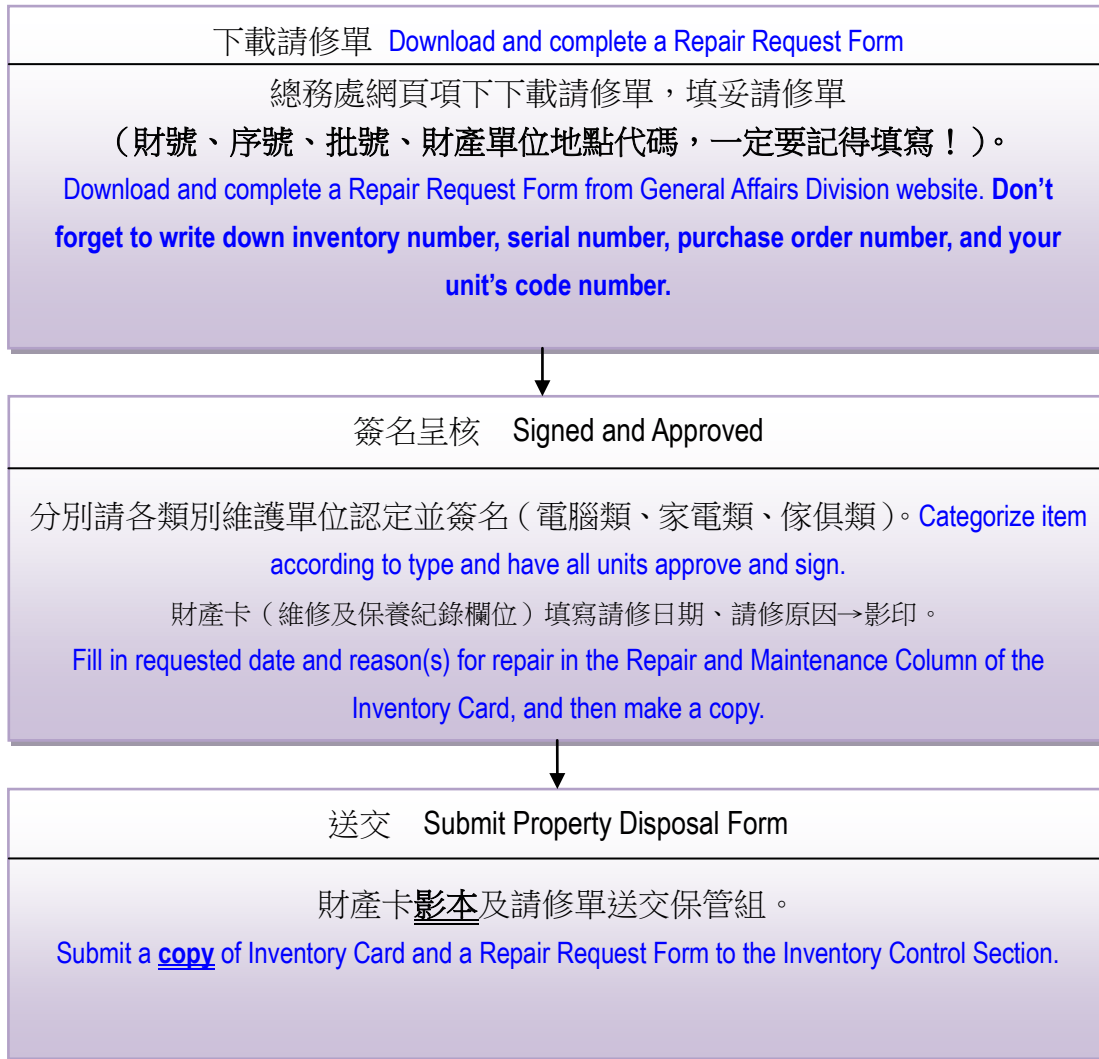 下載請修單 Download and complete a Repair Request Form
總務處網頁項下下載請修單，填妥請修單
（財號、序號、批號、財產單位地點代碼，一定要記得填寫！）。
Download and complete a Repair Request Form from General Affairs Division website. Don’t
forget to write down inventory number, serial number, purchase order number, and your
unit’s code number.
簽名呈核 Signed and Approved
分別請各類別維護單位認定並簽名（電腦類、家電類、傢俱類）。Categorize item
according to type and have all units approve and sign.
財產卡（維修及保養紀錄欄位）填寫請修日期、請修原因→影印。
Fill in requested date and reason(s) for repair in the Repair and Maintenance Column of the
Inventory Card, and then make a copy.
送交 Submit Property Disposal Form
財產卡影本及請修單送交保管組。
Submit a copy of Inventory Card and a Repair Request Form to the Inventory Control Section.